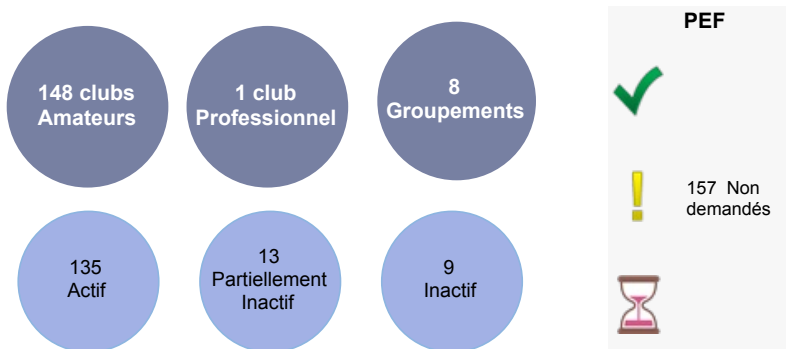 148 clubs
Amateurs
1 club
Professionnel
8
Groupements
135
Actif
13
Partiellement
Inactif
9
Inactif
PEF
157 Non
demandés